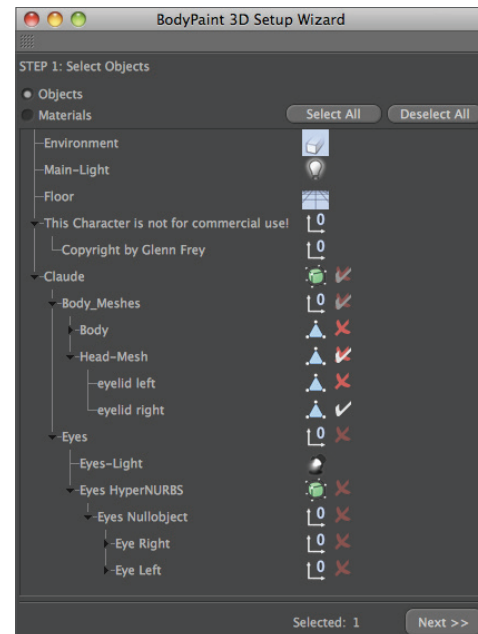 BodyPaint 3D Setup Wizard
STEP 1: Select Objects
Objects
Materials
Select All
Deselect All
Environment
Main-Light
Floor
This Character is not for commercial use!
Copyright by Glenn Frey
Claude
Body_Meshes
Body
Head-Mesh
eyelid left
eyelid right
Eyes
Eyes-Light
Eyes HyperNURBS
Eyes Nullobject
Eye Right
Eye Left
Selected: 1
Next >>